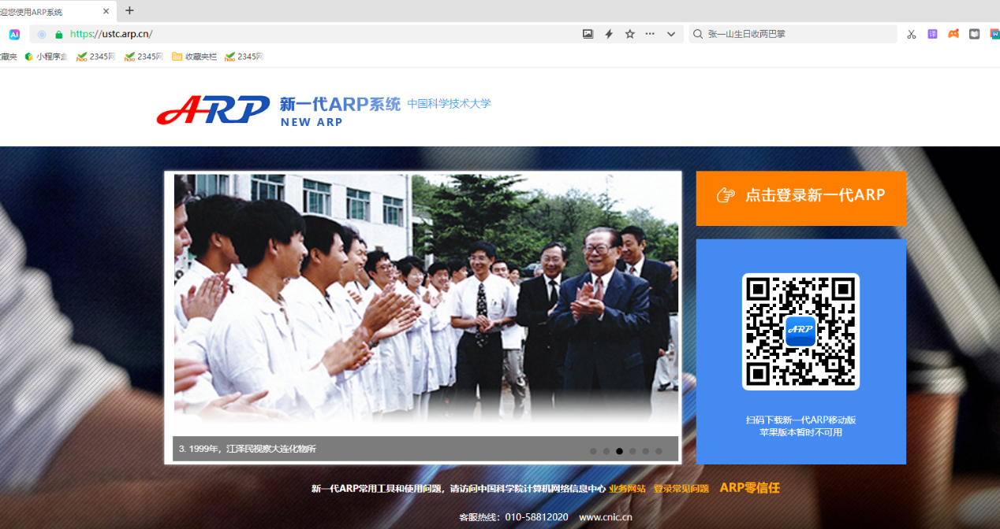 迎您使用ARP系统
https://ustc.arp.cn/
张一山生日收两巴掌
藏夹 小程序盒 2345网 2345网 收藏夹栏 2345网
ARP 新一代ARP系统 中国科学技术大学
NEW ARP
点击登录新一代ARP
ARP
扫码下载新一代ARP移动版
苹果版本暂时不可用
3. 1999年，江泽民视察大连化物所
新一代ARP常用工具和使用问题，请访问中国科学院计算机网络信息中心 业务网站 登录常见问题 ARP零信任
客服热线：010-58812020 www.cnic.cn